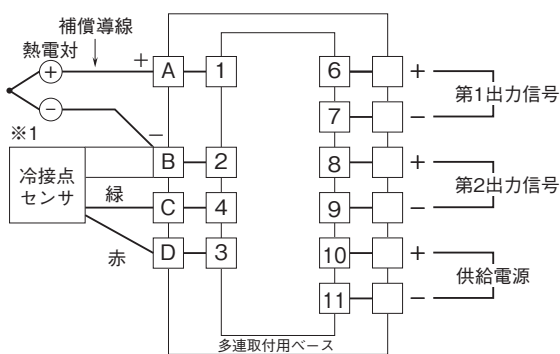 補償導線
熱電対
+
+
A
1
6
+
第1出力信号
−
−
7
−
※1
B
2
8
+
第2出力信号
冷接点
センサ
緑
C
4
9
−
赤
D
3
10
+
供給電源
11
−
多連取付用ベース